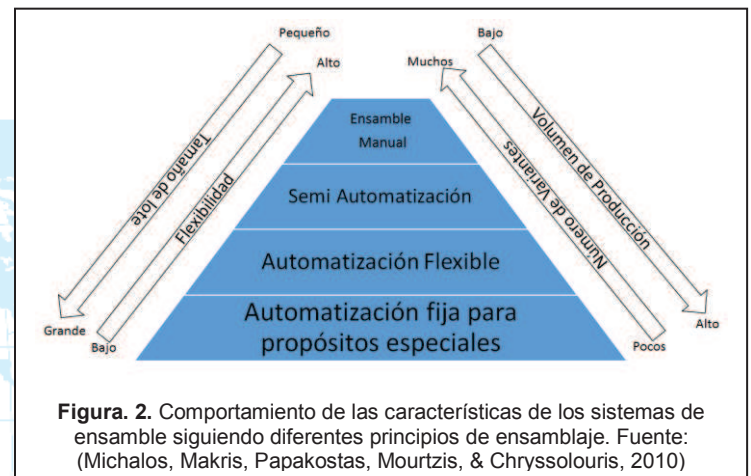 Pequeño
Bajo
Alto
Muchos
Tamaño de lote
Flexibilidad
Ensamble
Manual
Semi Automatización
Automatización Flexible
Automatización fija para
propósitos especiales
Número de Variantes
Volumen de Producción
Grande
Bajo
Pocos
Alto
Figura. 2. Comportamiento de las características de los sistemas de
ensamble siguiendo diferentes principios de ensamblaje. Fuente:
(Michalos, Makris, Papakostas, Mourtzis, & Chryssolouris, 2010)